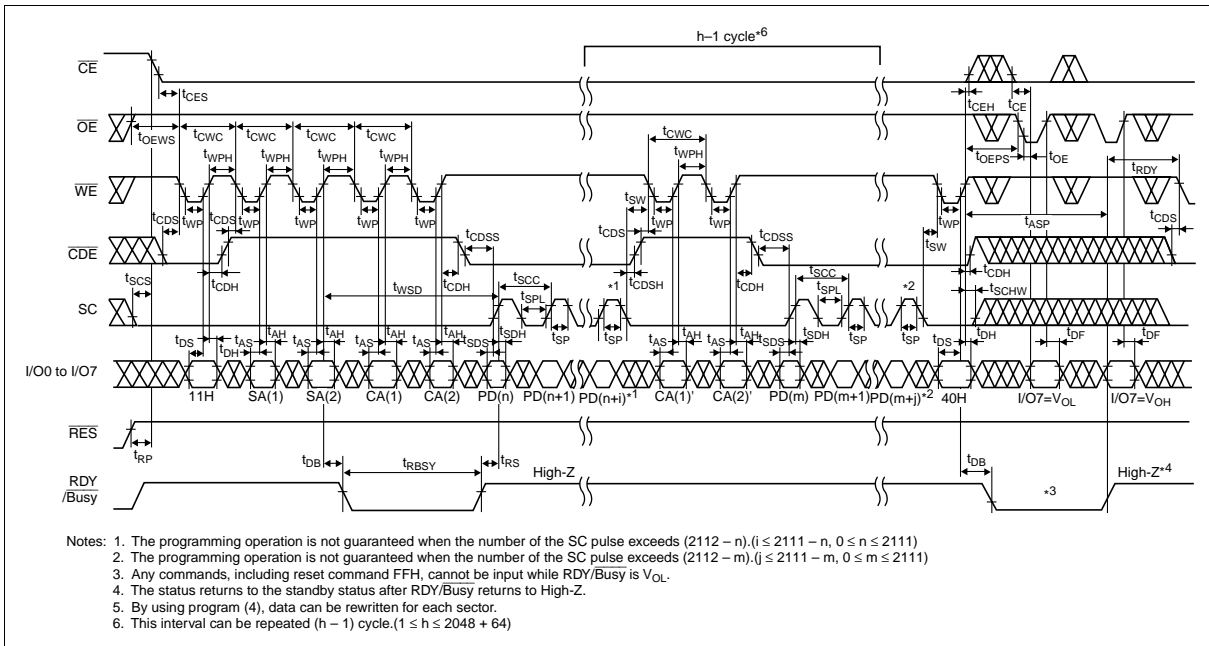 h–1 cycle*6
CE
tCES
tCEH
tCE
OE
tOEWS
tCWC
tCWC
tCWC
tCWC
tCWC
tOEPS
tOE
tWPH
tWPH
tWPH
tWPH
tWPH
tRDY
WE
tWP
tWP
tWP
tWP
tWP
tSW
tWP
tWP
tWP
tSW
tASP
tCDS
tCDS
tCDSS
tCDS
tCDSS
tCDS
CDE
tCDH
tCDH
tCDSH
tCDH
tCDH
tSCS
tWSD
tSCC
*1
tSCC
*2
tSCHW
tSPL
tSPL
SC
tSP
tSP
tSP
tSP
tDS
tDH
tAS
tAH
tAS
tAH
tAS
tAH
tAS
tAH
tSDS
tSDH
tAS
tAH
tAS
tAH
tSDS
tSDH
tDS
tDH
tDF
tDF
I/O0 to I/O7
11H SA(1) SA(2) CA(1) CA(2) PD(n) PD(n+1) PD(n+i)*1 CA(1)' CA(2)' PD(m) PD(m+1) PD(m+j)*2 40H I/O7=VOL I/O7=VOH
RES
tRP
tDB
tRBSY
tRS
tDB
RDY
/Busy
High-Z
*3
High-Z*4
Notes: 1. The programming operation is not guaranteed when the number of the SC pulse exceeds (2112 – n).(i ≤ 2111 – n, 0 ≤ n ≤ 2111)
2. The programming operation is not guaranteed when the number of the SC pulse exceeds (2112 – m).(j ≤ 2111 – m, 0 ≤ m ≤ 2111)
3. Any commands, including reset command FFH, cannot be input while RDY/Busy is VOL.
4. The status returns to the standby status after RDY/Busy returns to High-Z.
5. By using program (4), data can be rewritten for each sector.
6. This interval can be repeated (h – 1) cycle.(1 ≤ h ≤ 2048 + 64)